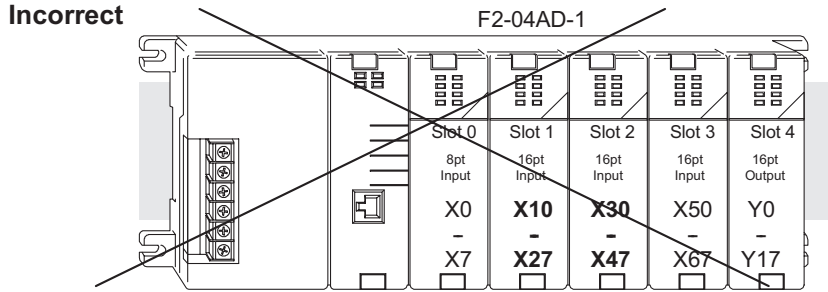 Incorrect
F2-04AD-1
Slot 0 Slot 1 Slot 2 Slot 3 Slot 4
8pt 16pt 16pt 16pt 16pt
Input Input Input Input Output
X0 X10 X30 X50 Y0
- - - - -
X7 X27 X47 X67 Y17